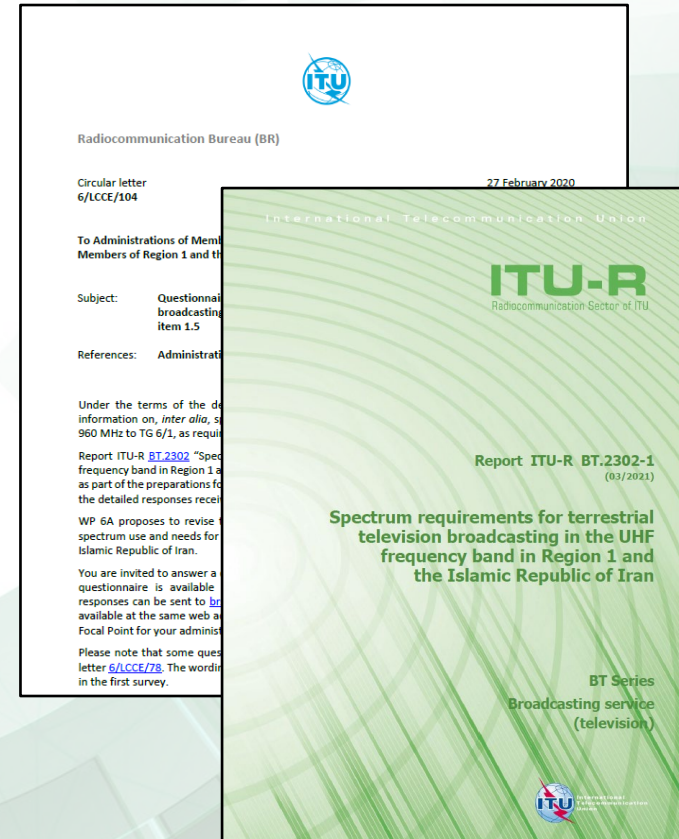 ITU
Radiocommunication Bureau (BR)
Circular letter
6/LCCE/104
27 February 2020
To Administrations of Mem
Members of Region 1 and th
Subject: Questionnai
broadcasting
item 1.5
References: Administrati
Under the terms of the de
information on, inter alia, sp
960 MHz to TG 6/1, as requir
Report ITU-R BT.2302 "Spec
frequency band in Region 1 a
as part of the preparations fo
the detailed responses recei
WP 6A proposes to revise t
spectrum use and needs for
Islamic Republic of Iran.
You are invited to answer a
questionnaire is available
responses can be sent to br
available at the same web a
Focal Point for your administ
Please note that some ques
letter 6/LCCE/78. The wordin
in the first survey.
International Telecommunication Union
ITU-R
Radiocommunication Sector of ITU
Report ITU-R BT.2302-1
(03/2021)
Spectrum requirements for terrestrial
television broadcasting in the UHF
frequency band in Region 1 and
the Islamic Republic of Iran
BT Series
Broadcasting service
(television)
ITU
International
Telecommunication
Union